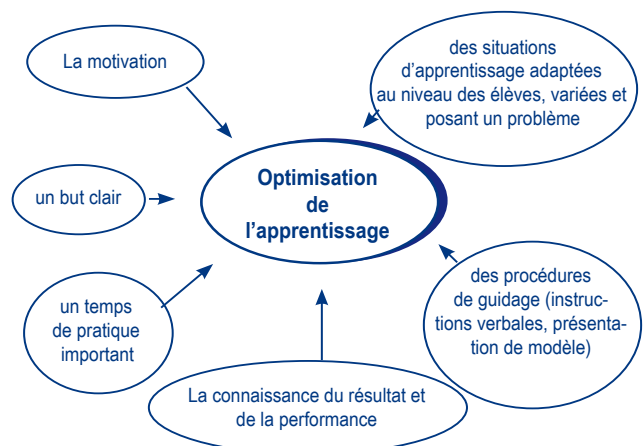 La motivation
des situations
d'apprentissage adaptées
au niveau des élèves, variées et
posant un problème
Optimisation
de
l'apprentissage
un but clair
un temps
de pratique
important
des procédures
de guidage (instruc-
tions verbales, présenta-
tation de modèle)
La connaissance du résultat et
de la performance